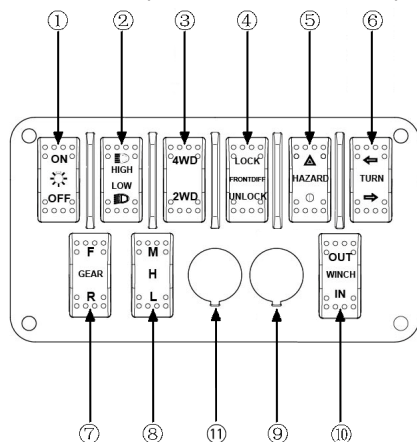 ① ② ③ ④ ⑤ ⑥
ON
OFF
HIGH
LOW
4WD
2WD
LOCK
FRONTDIFF
UNLOCK
HAZARD
TURN
F
GEAR
R
M
H
L
OUT
WINCH
IN
⑦ ⑧ ⑪ ⑨ ⑩